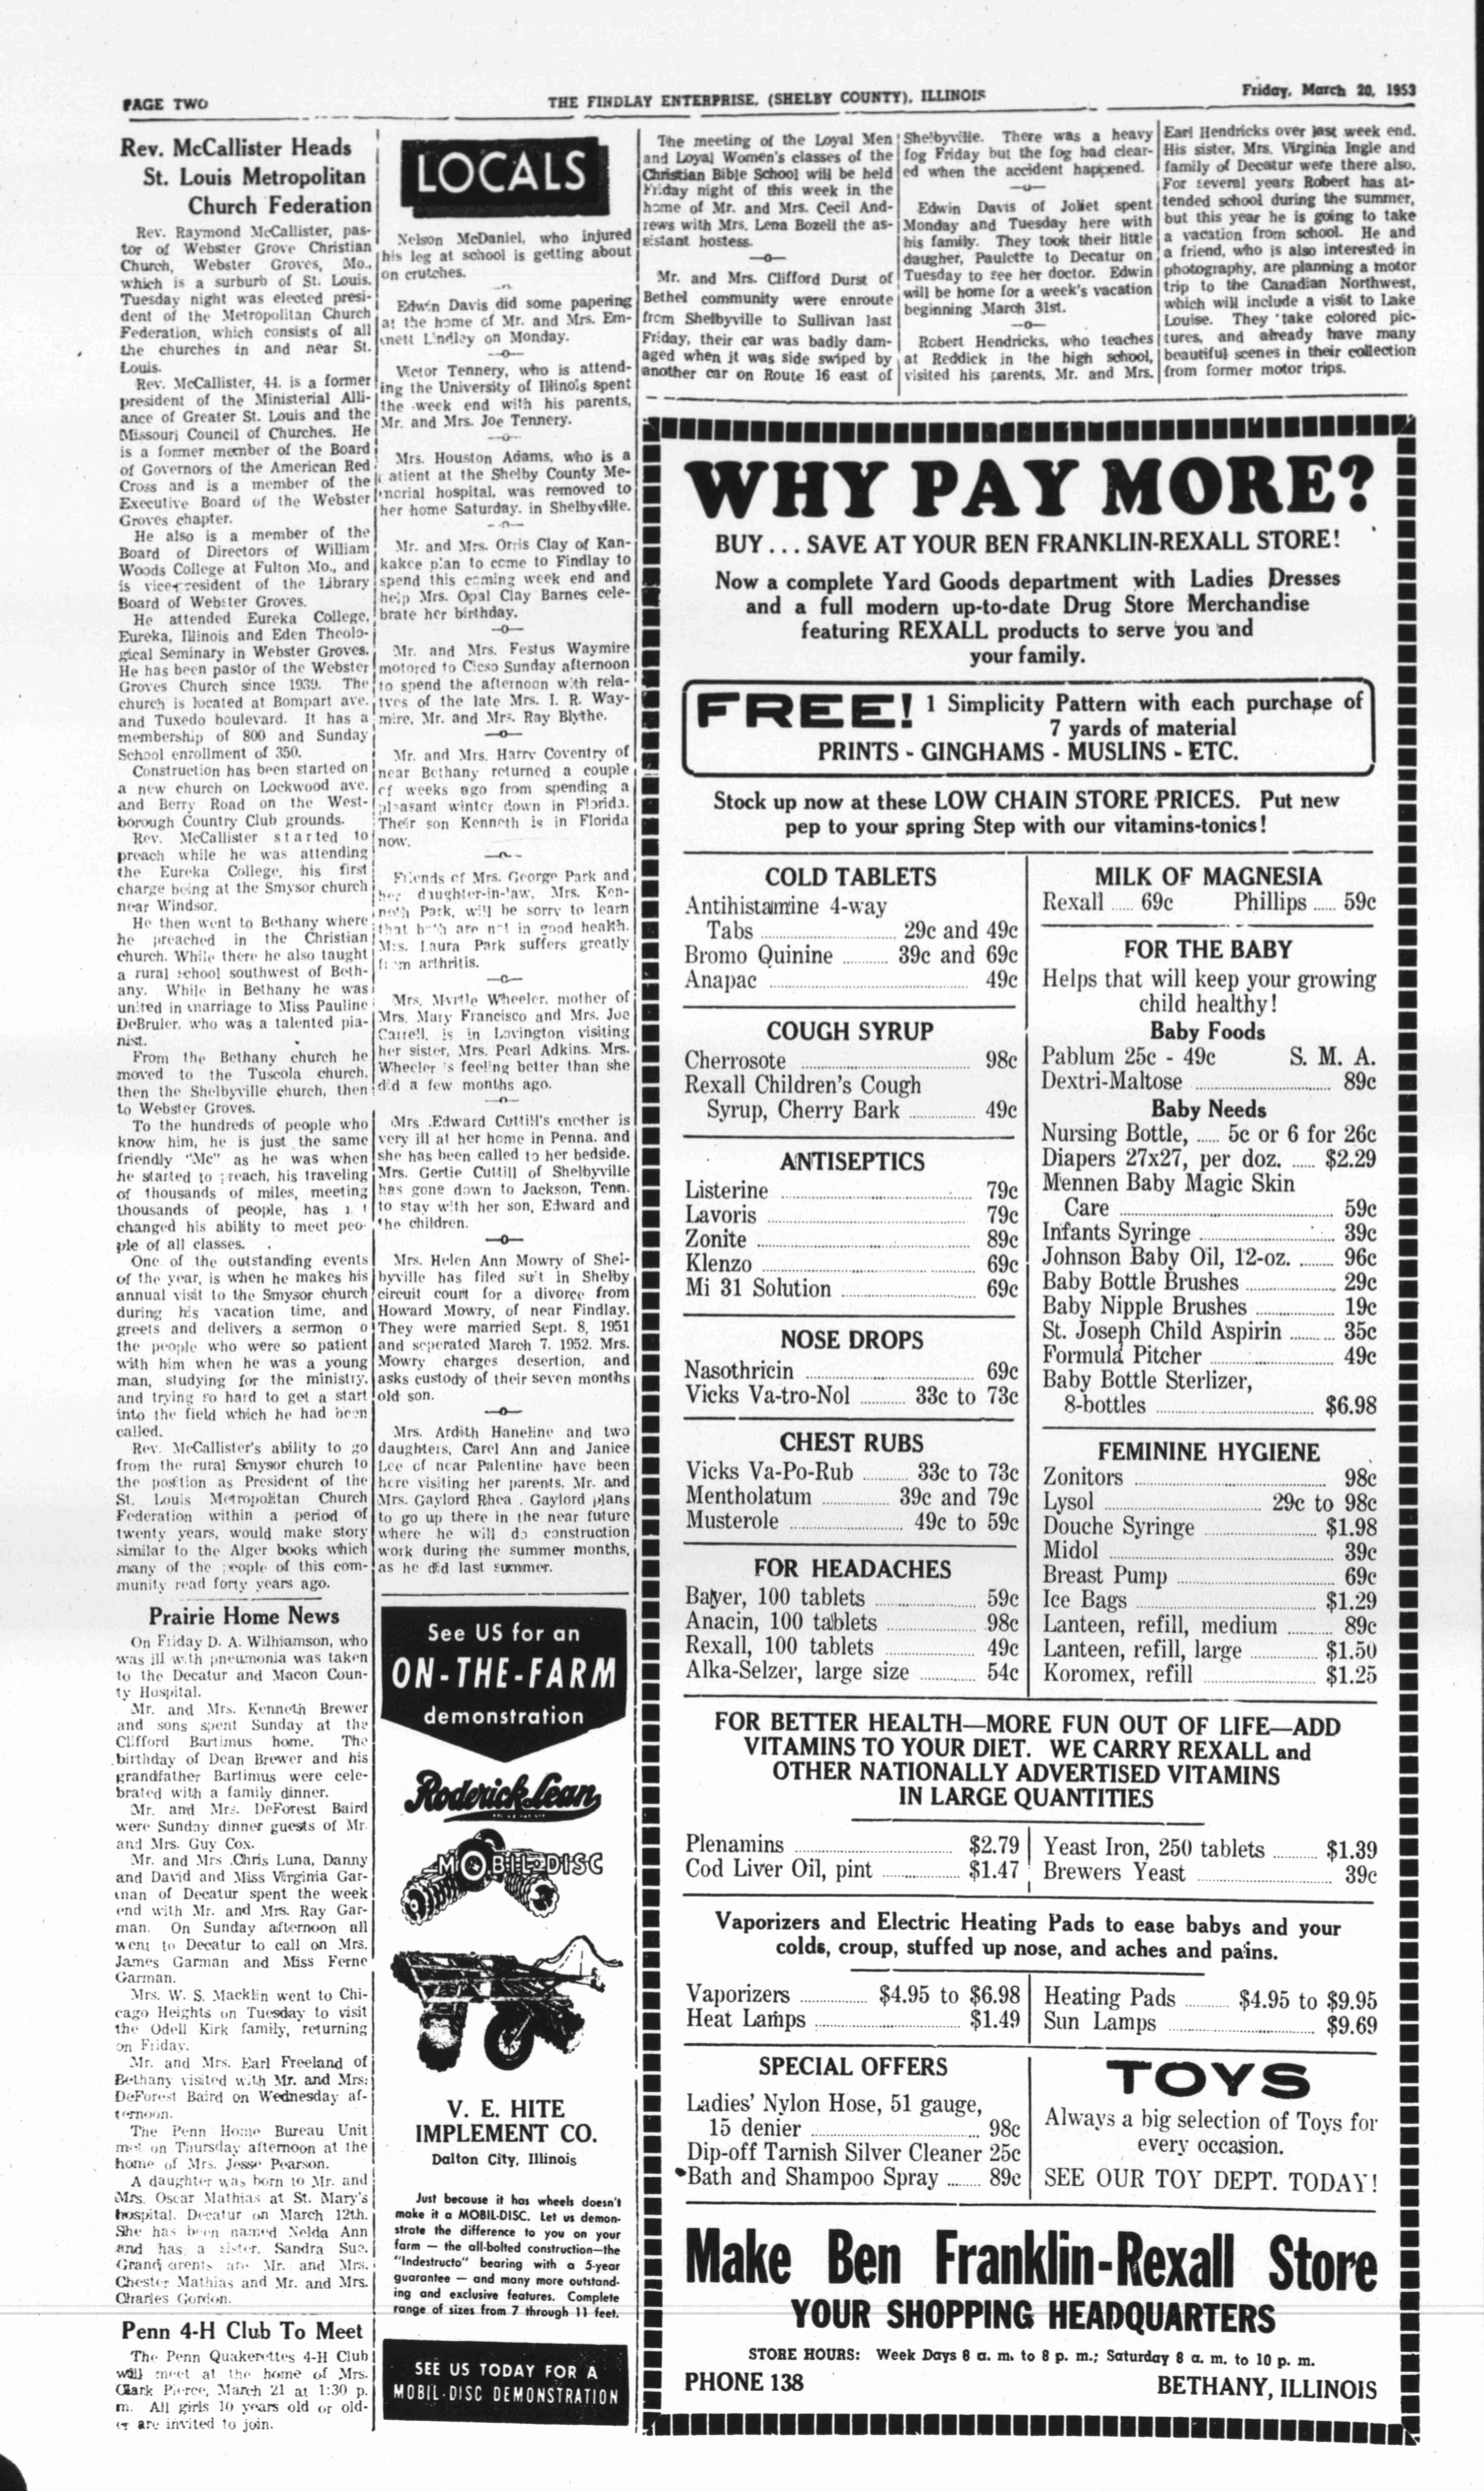 PAGE TWO
THE FINDLAY ENTERPRISE, (SHELBY COUNTY), ILLINOIS
Friday, March 20, 1953
Rev. McCallister Heads
St. Louis Metropolitan
Church Federation
Rev. Raymond McCallister, pas-
tor of Webster Grove Christian
Church, Webster Groves, Mo.,
which is a surburb of St. Louis.
Tuesday night was elected presi-
dent of the Metropolitan Church
Federation, which consists of all
the churches in and near St.
Louis.
Rev. McCallister, 44, is a former
president of the Ministerial Alli-
ance of Greater St. Louis and the
Missouri Council of Churches. He
is a former member of the Board
of Governors of the American Red
Cross and is a member of the
Executive Board of the Webster
Groves chapter.
He also is a member of the
Board of Directors of William
Woods College at Fulton Mo., and
is vice-president of the Library
Board of Webster Groves.
He attended Eureka College,
Eureka, Illinois and Eden Theolo-
gical Seminary in Webster Groves.
He has been pastor of the Webster
Groves Church since 1939. The
church is located at Bompart ave.
and Tuxedo boulevard. It has a
membership of 800 and Sunday
School enrollment of 350.
Construction has been started on
a new church on Lockwood ave.
and Berry Road on the West-
borough Country Club grounds.
Rev. McCallister started to
preach while he was attending
the Eureka College, his first
charge being at the Smysor church
near Windsor.
He then went to Bethany where
he preached in the Christian
church. While there he also taught
a rural school southwest of Beth-
any. While in Bethany he was
united in marriage to Miss Pauline
DeBruler, who was a talented pia-
nist.
From the Bethany church he
moved to the Tuscola church,
then the Shelbyville church, then
to Webster Groves.
To the hundreds of people who
know him, he is just the same
friendly "Mc" as he was when
he started to preach, his traveling
of thousands of miles, meeting
thousands of people, has
changed his ability to meet peo-
ple of all classes.
One of the outstanding events
of the year, is when he makes his
annual visit to the Smysor church
during his vacation time, and
greets and delivers a sermon o
the people who were so patient
with him when he was a young
man, studying for the ministry,
and trying so hard to get a start
into the field which he had been
called.
Rev. McCallister's ability to go
from the rural Smysor church to
the position as President of the
St. Louis Metropolitan Church
Federation within a period of
twenty years, would make story
similar to the Alger books which
many of the people of this com-
munity read forty years ago.
Prairie Home News
On Friday D. A. Wilhiamson, who
was ill with pneumonia was taken
to the Decatur and Macon Coun-
ty Hospital.
Mr. and Mrs. Kenneth Brewer
and sons spent Sunday at the
Clifford Bartimus home. The
birthday of Dean Brewer and his
grandfather Bartimus were cele-
brated with a family dinner.
Mr. and Mrs. DeForest Baird
were Sunday dinner guests of Mr.
and Mrs. Guy Cox.
Mr. and Mrs .Chris Luna, Danny
and David and Miss Virginia Gar-
man of Decatur spent the week
end with Mr. and Mrs. Ray Gar-
man. On Sunday afternoon all
went to Decatur to call on Mrs.
James Garman and Miss Ferne
Garman.
Mrs. W. S. Macklin went to Chi-
cago Heights on Tuesday to visit
the Odell Kirk family, returning
on Friday.
Mr. and Mrs. Earl Freeland of
Bethany visited with Mr. and Mrs.
DeForest Baird on Wednesday af-
ternoon.
The Penn Home Bureau Unit
met on Thursday afternoon at the
home of Mrs. Jesse Pearson.
A daughter was born to Mr. and
Mrs. Oscar Mathias at St. Mary's
hospital, Decatur on March 12th.
She has been named Nelda Ann
and has a sister, Sandra Sue.
Grandparents are Mr. and Mrs.
Chester Mathias and Mr. and Mrs.
Charles Gordon.
Penn 4-H Club To Meet
The Penn Quakerettes 4-H Club
will meet at the home of Mrs.
Clark Pierce, March 21 at 1:30 p.
m. All girls 10 years old or old-
er are invited to join.
LOCALS
Nelson McDaniel, who injured
his leg at school is getting about
on crutches.
—o—
Edwin Davis did some papering
at the home of Mr. and Mrs. Em-
mett Lindley on Monday.
—o—
Victor Tennery, who is attend-
ing the University of Illinois spent
the week end with his parents,
Mr. and Mrs. Joe Tennery.
—o—
Mrs. Houston Adams, who is a
patient at the Shelby County Me-
morial hospital, was removed to
her home Saturday, in Shelbyville.
—o—
Mr. and Mrs. Orris Clay of Kan-
kakee plan to come to Findlay to
spend this coming week end and
help Mrs. Opal Clay Barnes cele-
brate her birthday.
—o—
Mr. and Mrs. Festus Waymire
motored to Cicso Sunday afternoon
to spend the afternoon with rela-
tves of the late Mrs. I. R. Way-
mire, Mr. and Mrs. Ray Blythe.
—o—
Mr. and Mrs. Harry Coventry of
near Bethany returned a couple
of weeks ago from spending a
pleasant winter down in Florida.
Their son Kenneth is in Florida
now.
—o—
Friends of Mrs. George Park and
her daughter-in-law, Mrs. Ken-
neth Park, will be sorry to learn
that both are not in good health.
Mrs. Laura Park suffers greatly
from arthritis.
—o—
Mrs. Myrtle Wheeler, mother of
Mrs. Mary Francisco and Mrs. Joe
Carrell, is in Lovington visiting
her sister, Mrs. Pearl Adkins. Mrs.
Wheeler is feeling better than she
did a few months ago.
—o—
Mrs .Edward Cuttill's mother is
very ill at her home in Penna. and
she has been called to her bedside.
Mrs. Gertie Cuttill of Shelbyville
has gone down to Jackson, Tenn.
to stay with her son, Edward and
the children.
—o—
Mrs. Helen Ann Mowry of Shel-
byville has filed suit in Shelby
circuit court for a divorce from
Howard Mowry, of near Findlay.
They were married Sept. 8, 1951
and seperated March 7, 1952. Mrs.
Mowry charges desertion, and
asks custody of their seven months
old son.
—o—
Mrs. Ardith Haneline and two
daughters, Carel Ann and Janice
Lee of near Palentine have been
here visiting her parents, Mr. and
Mrs. Gaylord Rhea . Gaylord plans
to go up there in the near future
where he will do construction
work during the summer months,
as he did last summer.
See US for an
ON-THE-FARM
demonstration
Roderick Lean
MOBIL-DISC
V. E. HITE
IMPLEMENT CO.
Dalton City, Illinois
Just because it has wheels doesn't
make it a MOBIL-DISC. Let us demon-
strate the difference to you on your
farm — the all-bolted construction—the
"Indestructo" bearing with a 5-year
guarantee — and many more outstand-
ing and exclusive features. Complete
range of sizes from 7 through 11 feet.
SEE US TODAY FOR A
MOBIL-DISC DEMONSTRATION
The meeting of the Loyal Men
and Loyal Women's classes of the
Christian Bible School will be held
Friday night of this week in the
home of Mr. and Mrs. Cecil And-
rews with Mrs. Lena Bozell the as-
sistant hostess.
—o—
Mr. and Mrs. Clifford Durst of
Bethel community were enroute
from Shelbyville to Sullivan last
Friday, their car was badly dam-
aged when it was side swiped by
another car on Route 16 east of
Shelbyville. There was a heavy
fog Friday but the fog had clear-
ed when the accident happened.
—o—
Edwin Davis of Joliet spent
Monday and Tuesday here with
his family. They took their little
daugher, Paulette to Decatur on
Tuesday to see her doctor. Edwin
will be home for a week's vacation
beginning March 31st.
—o—
Robert Hendricks, who teaches
at Reddick in the high school,
visited his parents, Mr. and Mrs.
Earl Hendricks over last week end.
His sister, Mrs. Virginia Ingle and
family of Decatur were there also.
For several years Robert has at-
tended school during the summer,
but this year he is going to take
a vacation from school. He and
a friend, who is also interested in
photography, are planning a motor
trip to the Canadian Northwest,
which will include a visit to Lake
Louise. They take colored pic-
tures, and already have many
beautiful scenes in their collection
from former motor trips.
WHY PAY MORE?
BUY . . . SAVE AT YOUR BEN FRANKLIN-REXALL STORE!
Now a complete Yard Goods department with Ladies Dresses
and a full modern up-to-date Drug Store Merchandise
featuring REXALL products to serve you and
your family.
FREE! 1 Simplicity Pattern with each purchase of
7 yards of material
PRINTS - GINGHAMS - MUSLINS - ETC.
Stock up now at these LOW CHAIN STORE PRICES. Put new
pep to your spring Step with our vitamins-tonics!
COLD TABLETS
Antihistamine 4-way
Tabs ........ 29c and 49c
Bromo Quinine ........ 39c and 69c
Anapac ........ 49c
COUGH SYRUP
Cherrosote ........ 98c
Rexall Children's Cough
Syrup, Cherry Bark ........ 49c
ANTISEPTICS
Listerine ........ 79c
Lavoris ........ 79c
Zonite ........ 89c
Klenzo ........ 69c
Mi 31 Solution ........ 69c
NOSE DROPS
Nasothricin ........ 69c
Vicks Va-tro-Nol ........ 33c to 73c
CHEST RUBS
Vicks Va-Po-Rub ........ 33c to 73c
Mentholatum ........ 39c and 79c
Musterole ........ 49c to 59c
FOR HEADACHES
Bayer, 100 tablets ........ 59c
Anacin, 100 tablets ........ 98c
Rexall, 100 tablets ........ 49c
Alka-Selzer, large size ........ 54c
MILK OF MAGNESIA
Rexall ..... 69c Phillips ..... 59c
FOR THE BABY
Helps that will keep your growing
child healthy!
Baby Foods
Pablum 25c - 49c S. M. A.
Dextri-Maltose ........ 89c
Baby Needs
Nursing Bottle, ..... 5c or 6 for 26c
Diapers 27x27, per doz. ..... $2.29
Mennen Baby Magic Skin
Care ........ 59c
Infants Syringe ........ 39c
Johnson Baby Oil, 12-oz. ........ 96c
Baby Bottle Brushes ........ 29c
Baby Nipple Brushes ........ 19c
St. Joseph Child Aspirin ........ 35c
Formula Pitcher ........ 49c
Baby Bottle Sterlizer,
8-bottles ........ $6.98
FEMININE HYGIENE
Zonitors ........ 98c
Lysol ........ 29c to 98c
Douche Syringe ........ $1.98
Midol ........ 39c
Breast Pump ........ 69c
Ice Bags ........ $1.29
Lanteen, refill, medium ........ 89c
Lanteen, refill, large ........ $1.50
Koromex, refill ........ $1.25
FOR BETTER HEALTH—MORE FUN OUT OF LIFE—ADD
VITAMINS TO YOUR DIET. WE CARRY REXALL and
OTHER NATIONALLY ADVERTISED VITAMINS
IN LARGE QUANTITIES
Plenamins ........ $2.79
Cod Liver Oil, pint ........ $1.47
Yeast Iron, 250 tablets ........ $1.39
Brewers Yeast ........ 39c
Vaporizers and Electric Heating Pads to ease babys and your
colds, croup, stuffed up nose, and aches and pains.
Vaporizers ........ $4.95 to $6.98
Heat Lamps ........ $1.49
Heating Pads ........ $4.95 to $9.95
Sun Lamps ........ $9.69
SPECIAL OFFERS
Ladies' Nylon Hose, 51 gauge,
15 denier ........ 98c
Dip-off Tarnish Silver Cleaner 25c
Bath and Shampoo Spray ....... 89c
TOYS
Always a big selection of Toys for
every occasion.
SEE OUR TOY DEPT. TODAY!
Make Ben Franklin-Rexall Store
YOUR SHOPPING HEADQUARTERS
STORE HOURS: Week Days 8 a. m. to 8 p. m.; Saturday 8 a. m. to 10 p. m.
PHONE 138
BETHANY, ILLINOIS